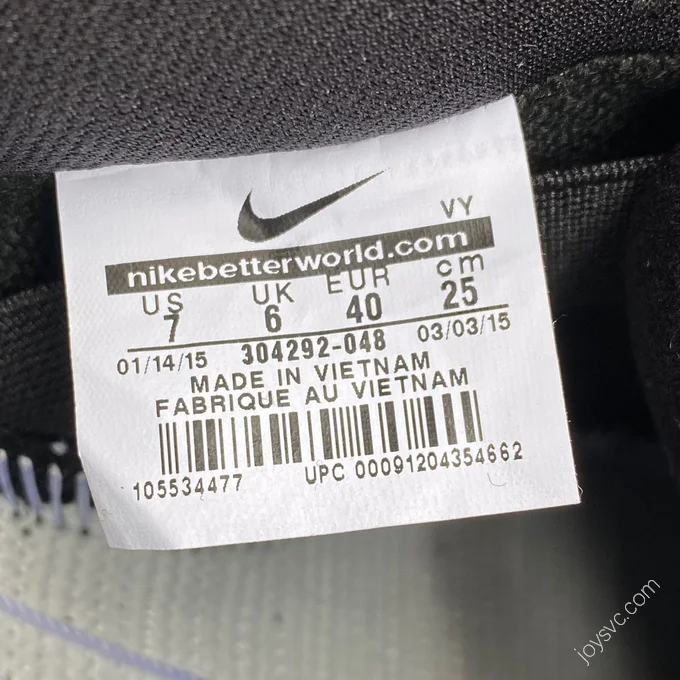 VY
nikebetterworld.com
US UK EUR cm
7 6 40 25
01/14/15 304292-048 03/03/15
MADE IN VIETNAM
FABRIQUE AU VIETNAM
105534477 UPC 00091204354662
joysvc.com